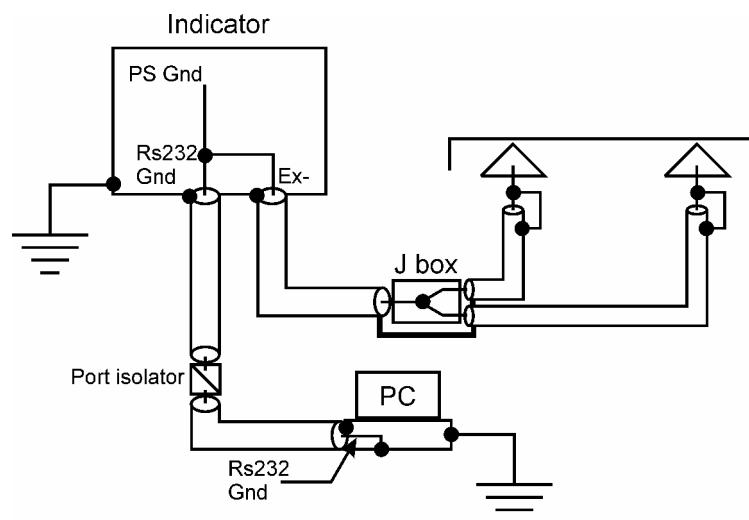 Indicator
PS Gnd
Rs232
Gnd
Ex-
J box
Port isolator
PC
Rs232
Gnd